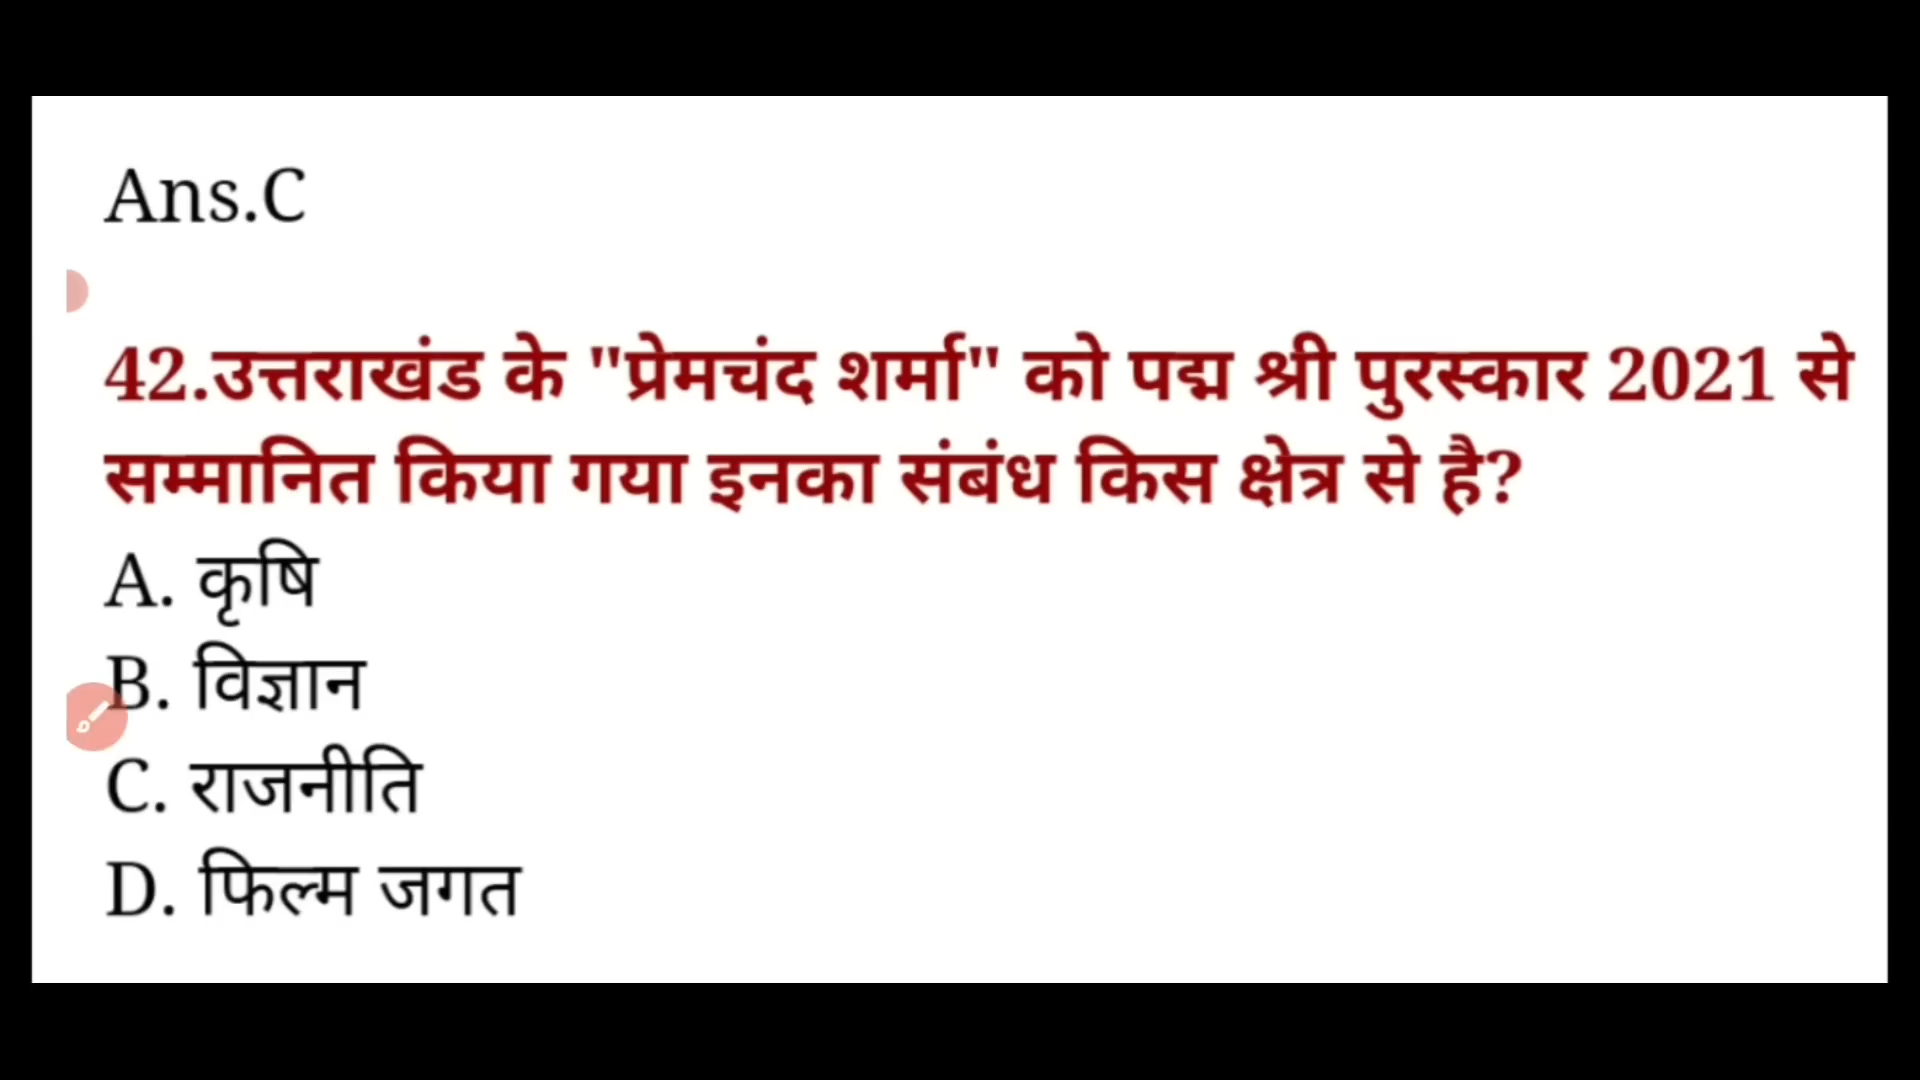 Ans.C
42.उत्तराखंड के "प्रेमचंद शर्मा" को पद्म श्री पुरस्कार 2021 से
सम्मानित किया गया इनका संबंध किस क्षेत्र से है?
A. कृषि
B. विज्ञान
C. राजनीति
D. फिल्म जगत